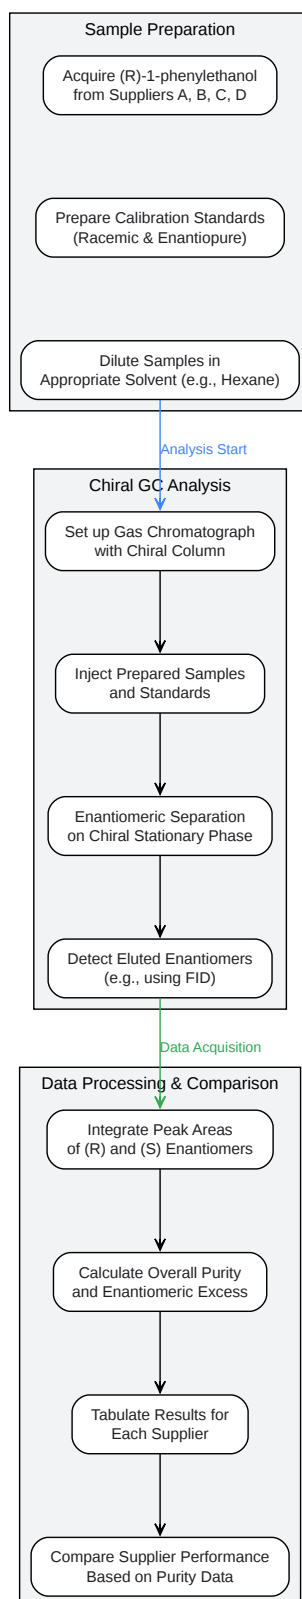 Sample Preparation
Acquire (R)-1-phenylethanol
from Suppliers A, B, C, D
Prepare Calibration Standards
(Racemic & Enantiopure)
Dilute Samples in
Appropriate Solvent (e.g., Hexane)
Analysis Start
Chiral GC Analysis
Set up Gas Chromatograph
with Chiral Column
Inject Prepared Samples
and Standards
Enantiomeric Separation
on Chiral Stationary Phase
Detect Eluted Enantiomers
(e.g., using FID)
Data Acquisition
Data Processing & Comparison
Integrate Peak Areas
of (R) and (S) Enantiomers
Calculate Overall Purity
and Enantiomeric Excess
Tabulate Results for
Each Supplier
Compare Supplier Performance
Based on Purity Data